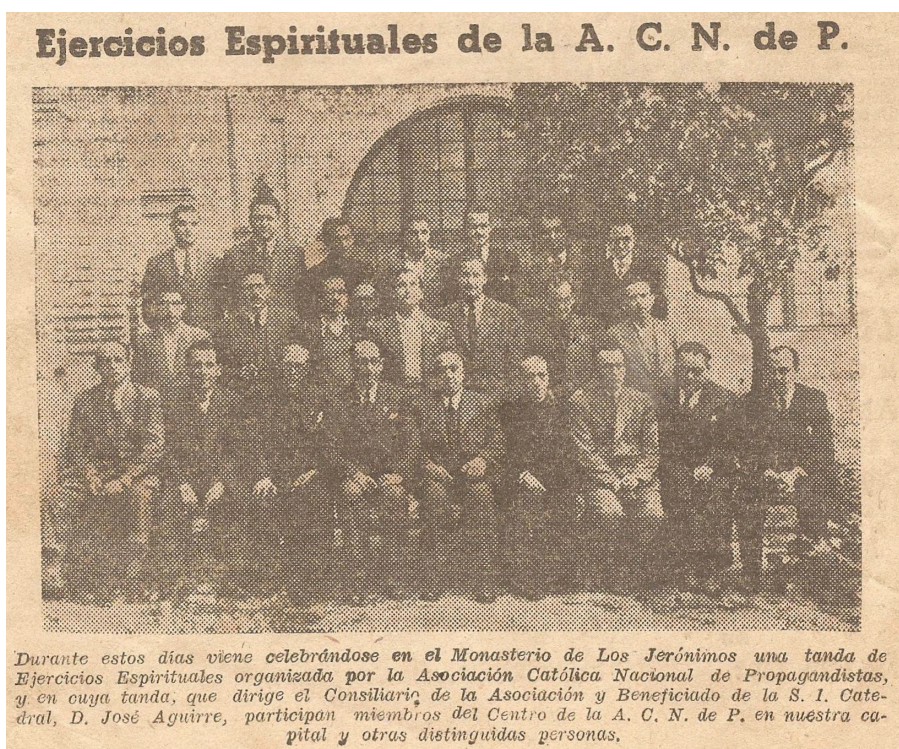 Ejercicios Espirituales de la A. C. N. de P.
Durante estos días viene celebrándose en el Monasterio de Los Jerónimos una tanda de
Ejercicios Espirituales organizada por la Asociación Católica Nacional de Propagandistas,
y en cuya tanda, que dirige el Consiliario de la Asociación y Beneficiado de la S. I. Cate-
dral, D. José Aguirre, participan miembros del Centro de la A. C. N. de P. en nuestra ca-
pital y otras distinguidas personas.